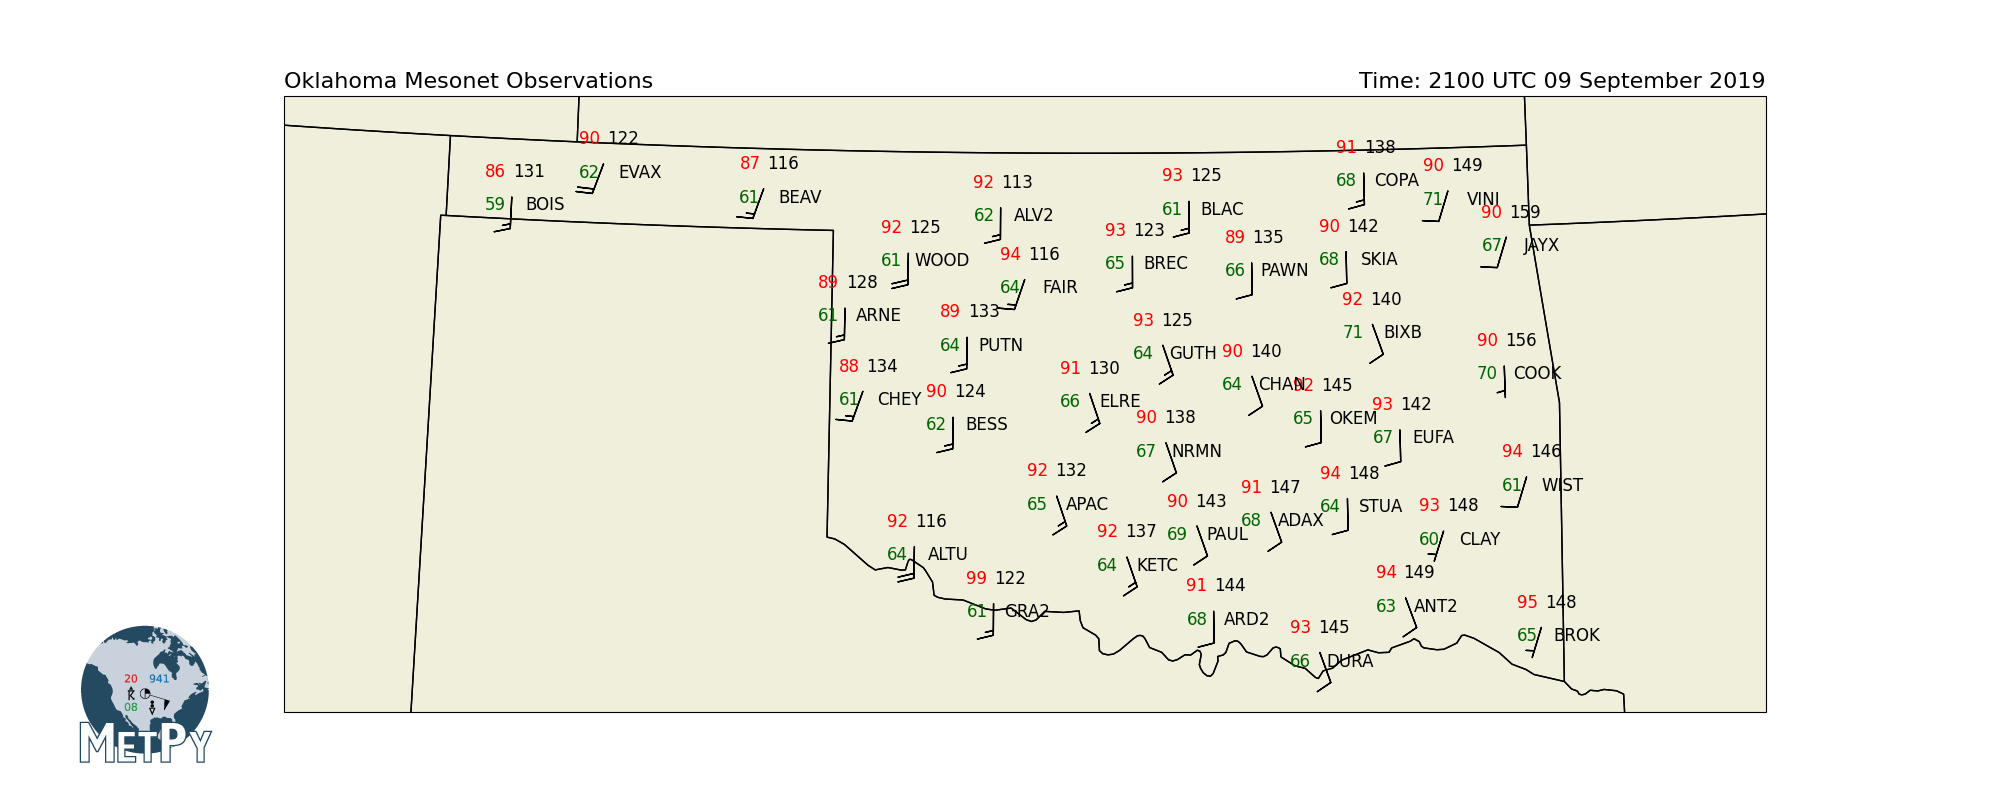 Oklahoma Mesonet Observations
Time: 2100 UTC 09 September 2019
90 122
62 EVAX
86 131
59 BOIS
87 116
61 BEAV
91 138
68 COPA
90 149
71 VINI
93 125
61 BLAC
92 113
62 ALV2
90 159
67 JAYX
92 125
61 WOOD
93 123
65 BREC
89 135
66 PAWN
90 142
68 SKIA
94 116
64 FAIR
89 128
61 ARNE
89 133
64 PUTN
92 140
71 BIXB
93 125
64 GUTH
90 156
70 COOK
90 140
64 CHAN
88 134
61 CHEY
91 130
66 ELRE
90 124
62 BESS
92 145
65 OKEM
93 142
67 EUFA
90 138
67 NRMN
94 146
61 WIST
92 132
65 APAC
94 148
64 STUA
91 147
68 ADAX
90 143
69 PAUL
93 148
60 CLAY
92 116
64 ALTU
92 137
64 KETC
99 122
61 GRA2
94 149
63 ANT2
91 144
68 ARD2
95 148
65 BROK
93 145
66 DURA
20 941
08
METPY